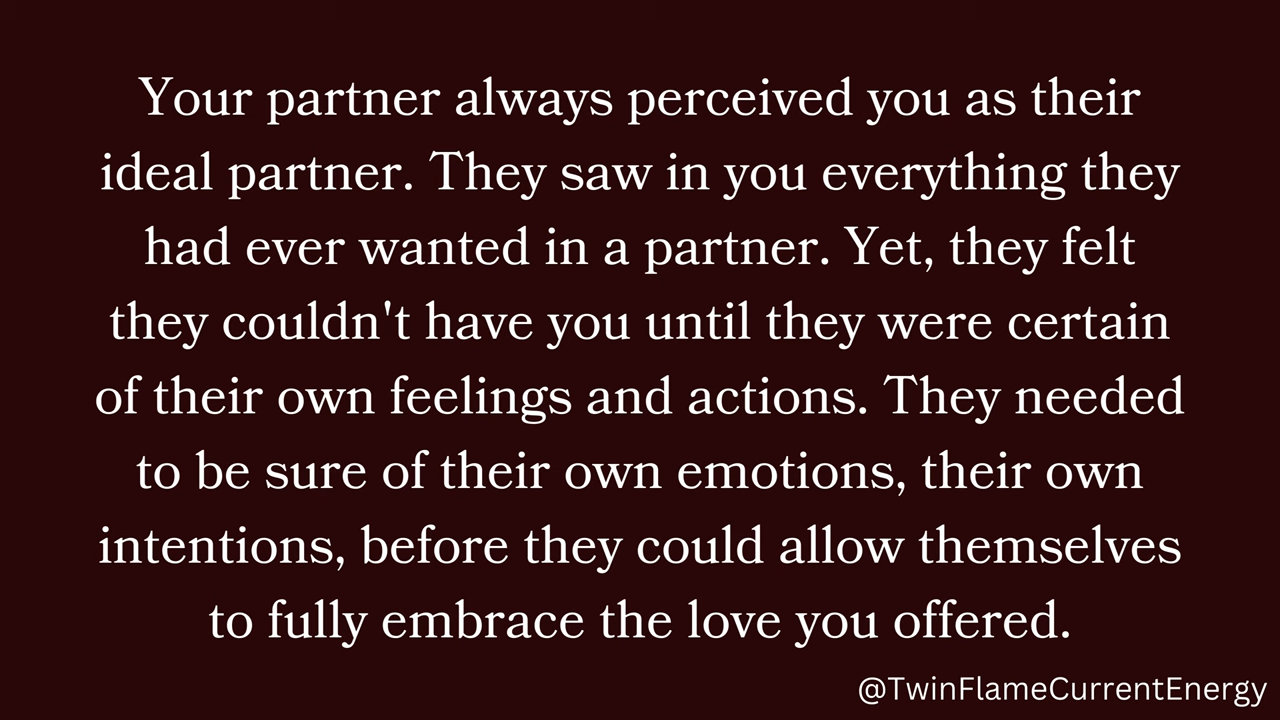 Your partner always perceived you as their
ideal partner. They saw in you everything they
had ever wanted in a partner. Yet, they felt
they couldn't have you until they were certain
of their own feelings and actions. They needed
to be sure of their own emotions, their own
intentions, before they could allow themselves
to fully embrace the love you offered.
@TwinFlameCurrentEnergy